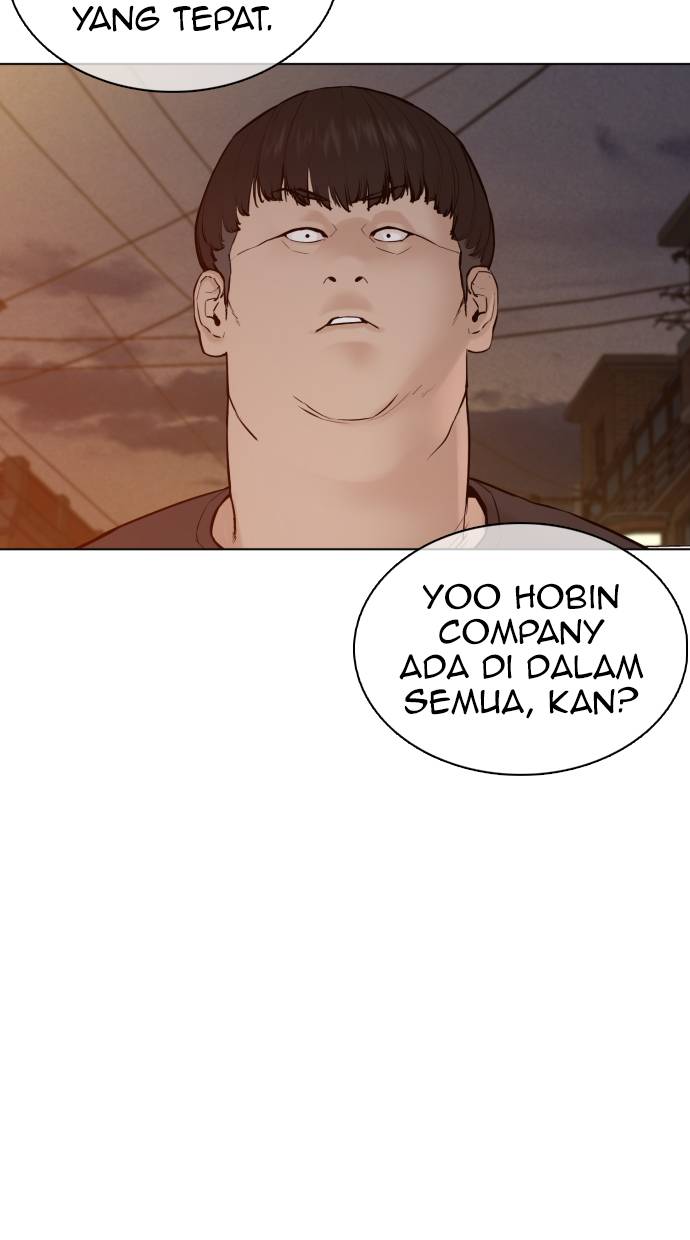 YANG TEPAT.
YOO HOBIN
COMPANY
ADA DI DALAM
SEMUA, KAN?